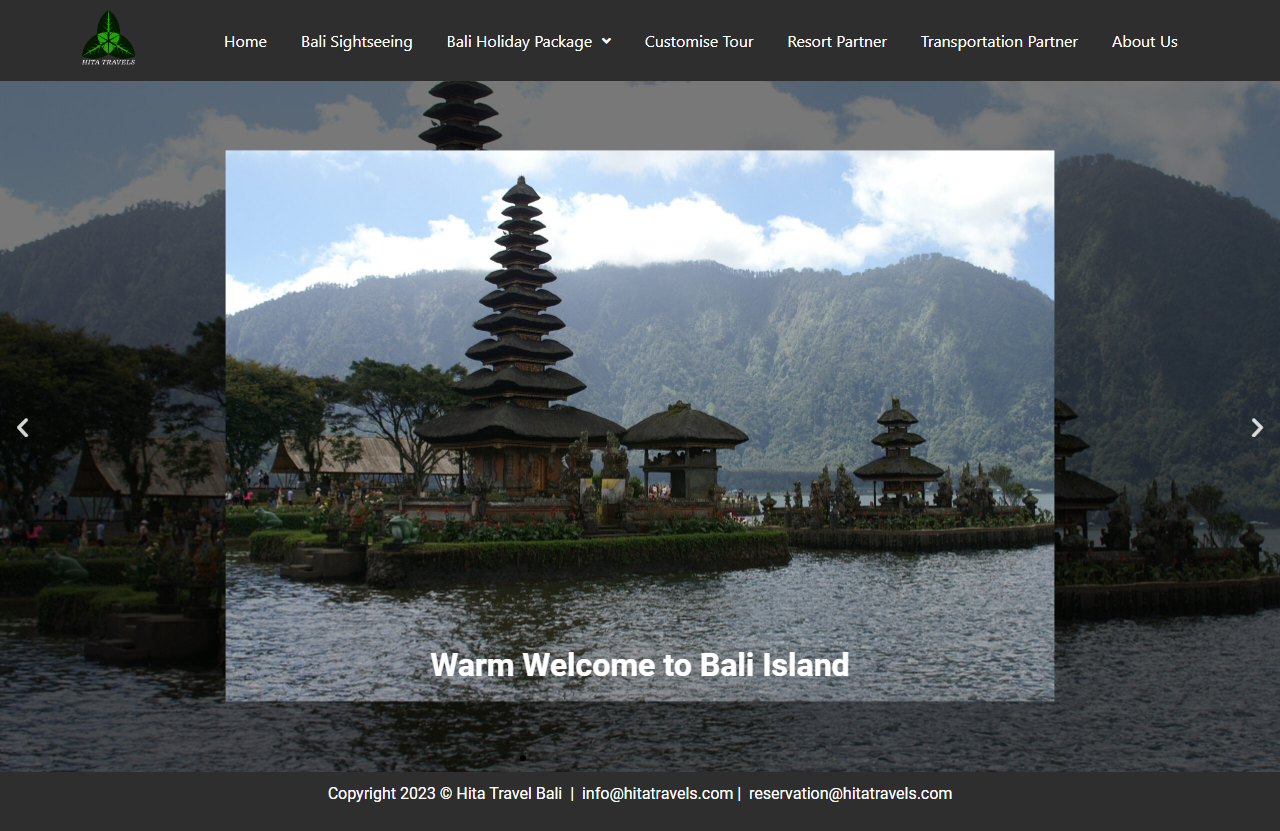 HITA TRAVELS
Home Bali Sightseeing Bali Holiday Package Customise Tour Resort Partner Transportation Partner About Us
Warm Welcome to Bali Island
Copyright 2023 © Hita Travel Bali | info@hitatravels.com | reservation@hitatravels.com